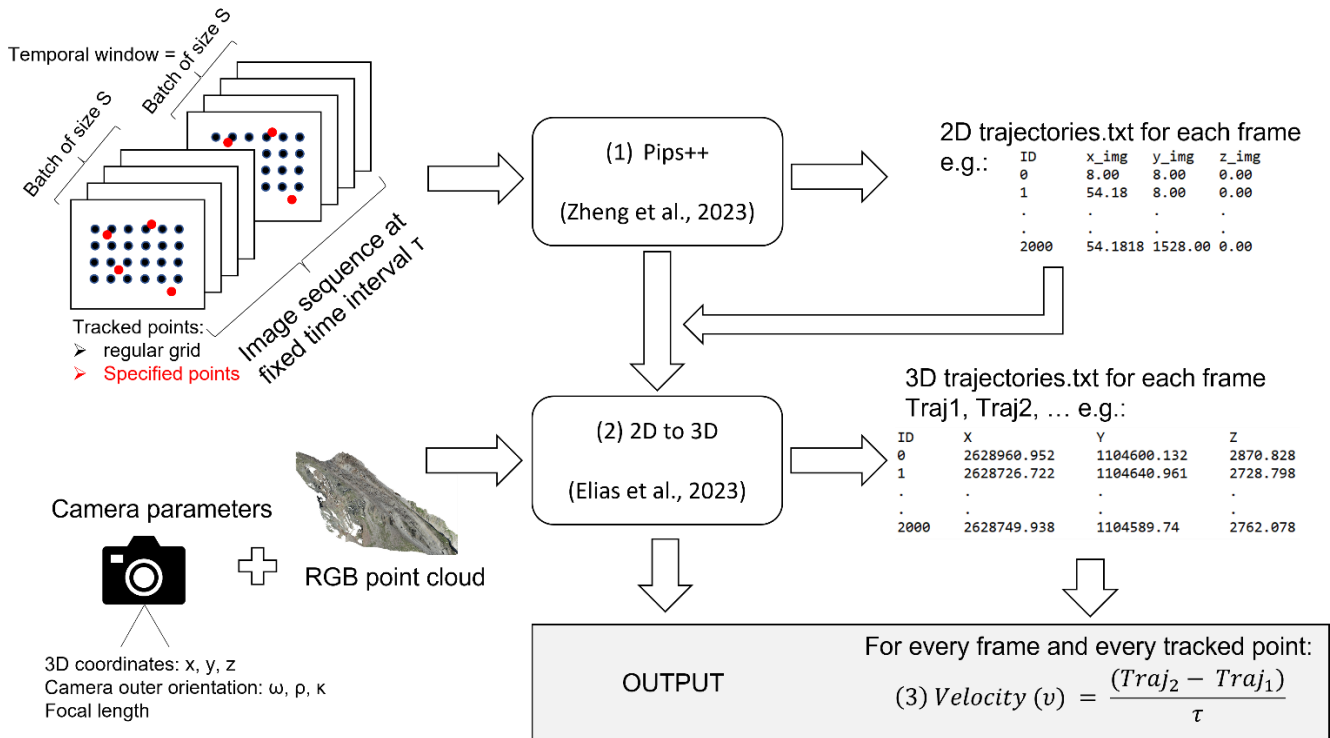 Temporal window =
Batch of size S
Batch of size S
Image sequence at
fixed time interval τ
Tracked points:
➢ regular grid
➢ Specified points
(1) Pips++
(Zheng et al., 2023)
2D trajectories.txt for each frame
e.g.:
ID x_img y_img z_img
0 8.00 8.00 0.00
1 54.18 8.00 0.00
. . . .
. . . .
2000 54.1818 1528.00 0.00
Camera parameters
RGB point cloud
3D coordinates: x, y, z
Camera outer orientation: ω, ρ, κ
Focal length
(2) 2D to 3D
(Elias et al., 2023)
3D trajectories.txt for each frame
Traj1, Traj2, … e.g.:
ID X Y Z
0 2628960.952 1104600.132 2870.828
1 2628726.722 1104640.961 2728.798
. . . .
. . . .
2000 2628749.938 1104589.74 2762.078
OUTPUT
For every frame and every tracked point:
(3) Velocity (υ) = (Traj₂ − Traj₁)
τ